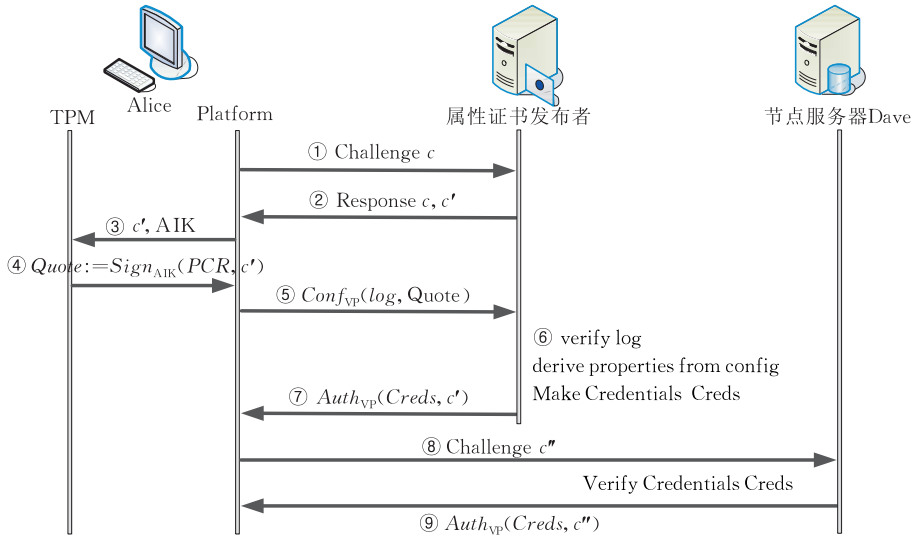 TPM
Alice
Platform
属性证书发布者
节点服务器Dave
① Challenge c
② Response c, c′
③ c′, AIK
④ Quote:=Sign_AIK(PCR, c′)
⑤ Conf_VP(log, Quote)
⑥ verify log
derive properties from config
Make Credentials Creds
⑦ Auth_VP(Creds, c′)
⑧ Challenge c″
Verify Credentials Creds
⑨ Auth_VP(Creds, c″)